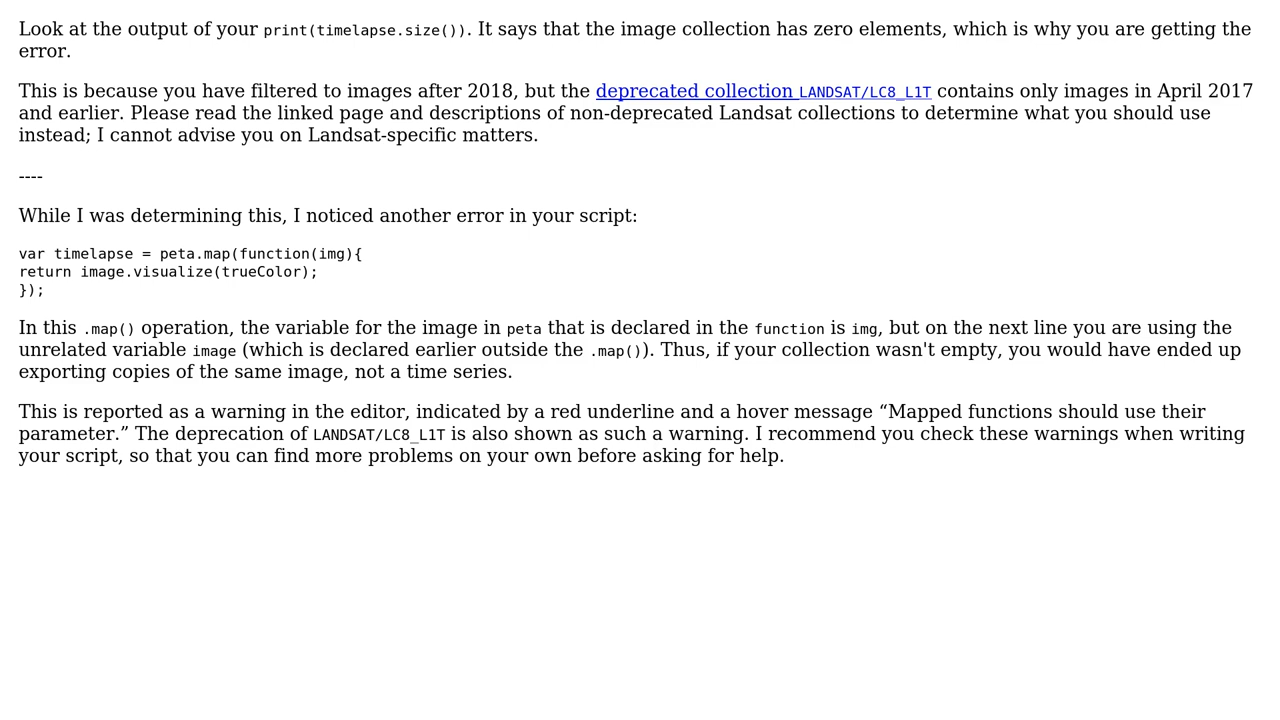 Look at the output of your print(timelapse.size()). It says that the image collection has zero elements, which is why you are getting the
error.
This is because you have filtered to images after 2018, but the deprecated collection LANDSAT/LC8_L1T contains only images in April 2017
and earlier. Please read the linked page and descriptions of non-deprecated Landsat collections to determine what you should use
instead; I cannot advise you on Landsat-specific matters.
----
While I was determining this, I noticed another error in your script:
var timelapse = peta.map(function(img){
return image.visualize(trueColor);
});
In this .map() operation, the variable for the image in peta that is declared in the function is img, but on the next line you are using the
unrelated variable image (which is declared earlier outside the .map()). Thus, if your collection wasn't empty, you would have ended up
exporting copies of the same image, not a time series.
This is reported as a warning in the editor, indicated by a red underline and a hover message “Mapped functions should use their
parameter.” The deprecation of LANDSAT/LC8_L1T is also shown as such a warning. I recommend you check these warnings when writing
your script, so that you can find more problems on your own before asking for help.